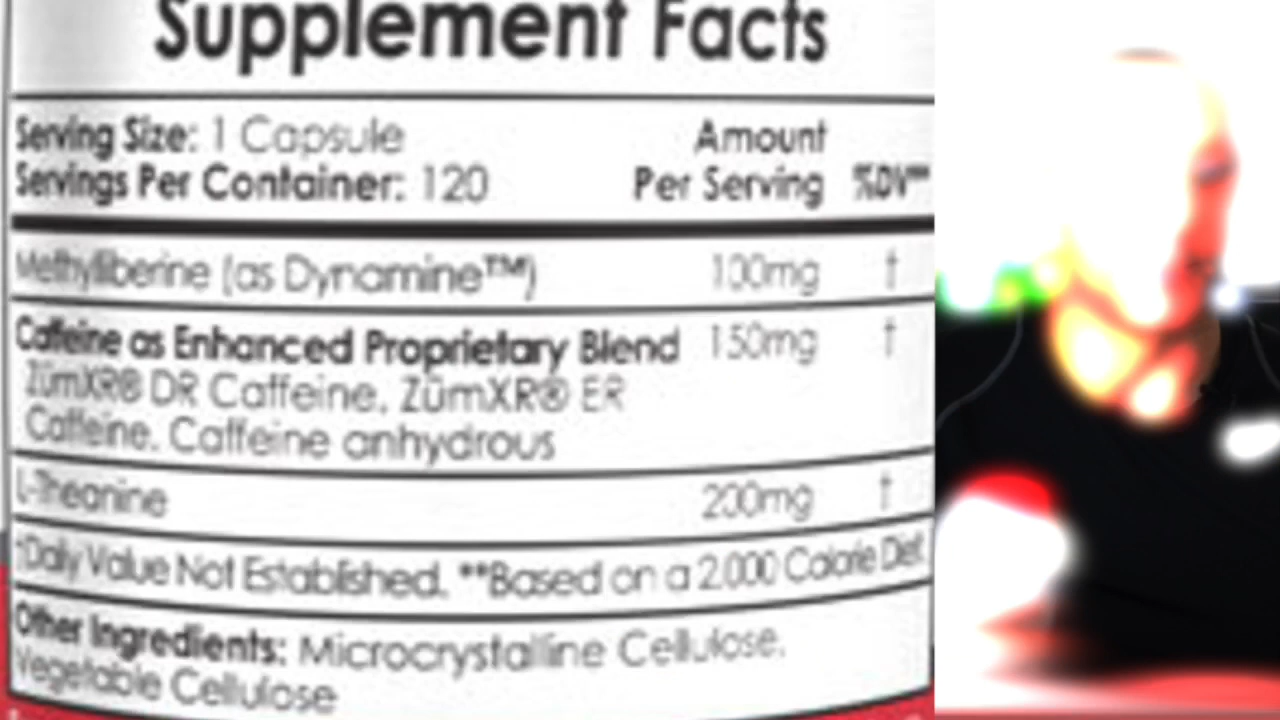 Supplement Facts
Serving Size: 1 Capsule
Servings Per Container: 120
Amount
Per Serving %DV**
Methylliberine (as Dynamine™) 100mg †
Caffeine as Enhanced Proprietary Blend 150mg †
ZümXR® DR Caffeine, ZümXR® ER
Caffeine, Caffeine anhydrous
L-Theanine 200mg †
†Daily Value Not Established. **Based on a 2,000 Calorie Diet
Other Ingredients: Microcrystalline Cellulose,
Vegetable Cellulose